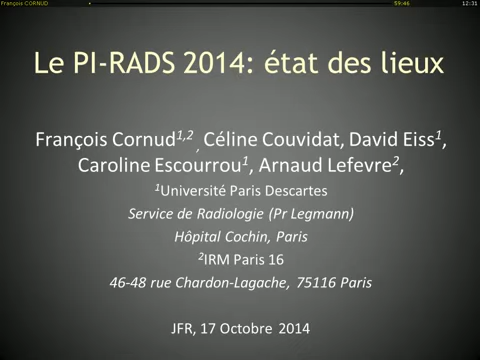 François CORNUD 59:46 12:31
Le PI-RADS 2014: état des lieux
François Cornud1,2 , Céline Couvidat, David Eiss1,
Caroline Escourrou1, Arnaud Lefevre2,
1Université Paris Descartes
Service de Radiologie (Pr Legmann)
Hôpital Cochin, Paris
2IRM Paris 16
46-48 rue Chardon-Lagache, 75116 Paris
JFR, 17 Octobre 2014